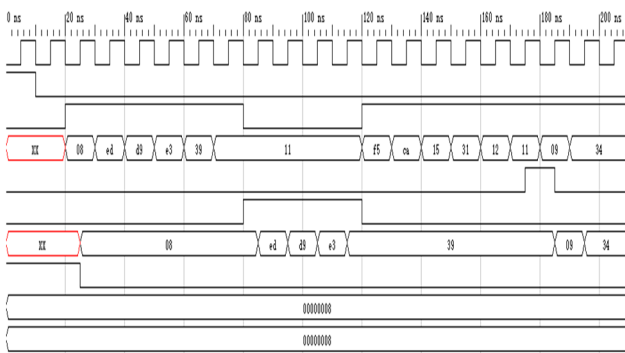 0 ns 20 ns 40 ns 60 ns 80 ns 100 ns 120 ns 140 ns 160 ns 180 ns 200 ns
xx 08 ed d9 e3 39 11 f5 ca 15 31 12 11 09 34
xx 08 ed d9 e3 39 09 34
00000008
00000008